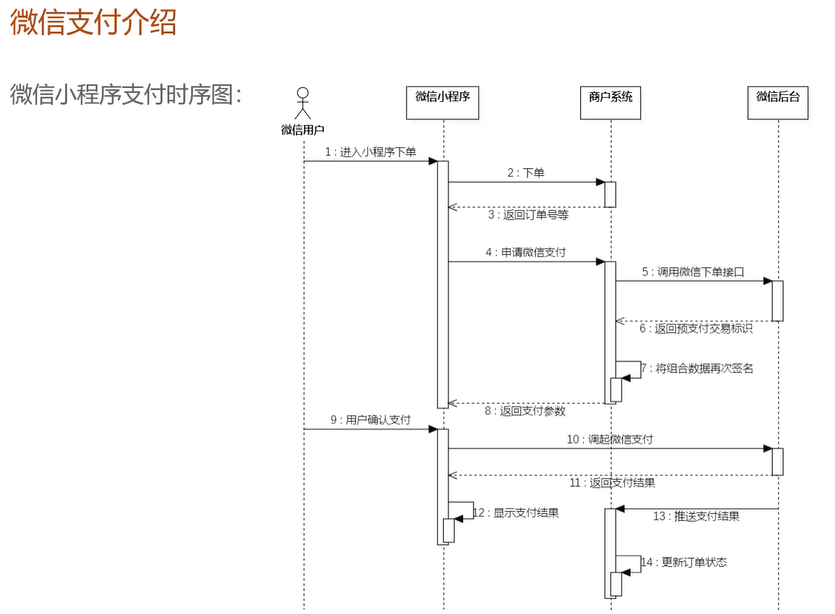 微信支付介绍
微信小程序支付时序图：
微信用户
微信小程序
商户系统
微信后台
1 : 进入小程序下单
2 : 下单
3 : 返回订单号等
4 : 申请微信支付
5 : 调用微信下单接口
6 : 返回预支付交易标识
7 : 将组合数据再次签名
8 : 返回支付参数
9 : 用户确认支付
10 : 调起微信支付
11 : 返回支付结果
12 : 显示支付结果
13 : 推送支付结果
14 : 更新订单状态